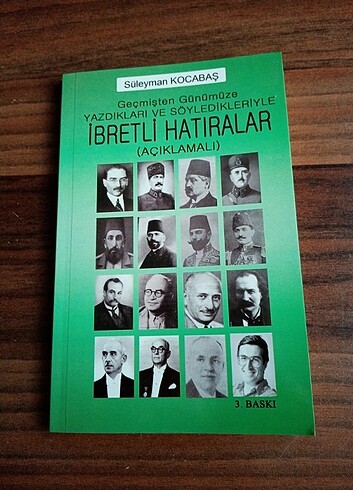 Süleyman KOCABAŞ
Geçmişten Günümüze
YAZDIKLARI VE SÖYLEDİKLERİYLE
İBRETLİ HATIRALAR
(AÇIKLAMALI)
3. BASKI